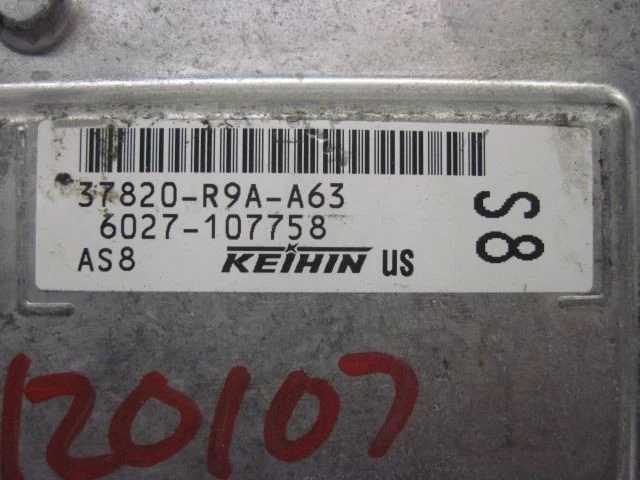 37820-R9A-A63
6027-107758
AS8 KEIHIN US
S8
120107